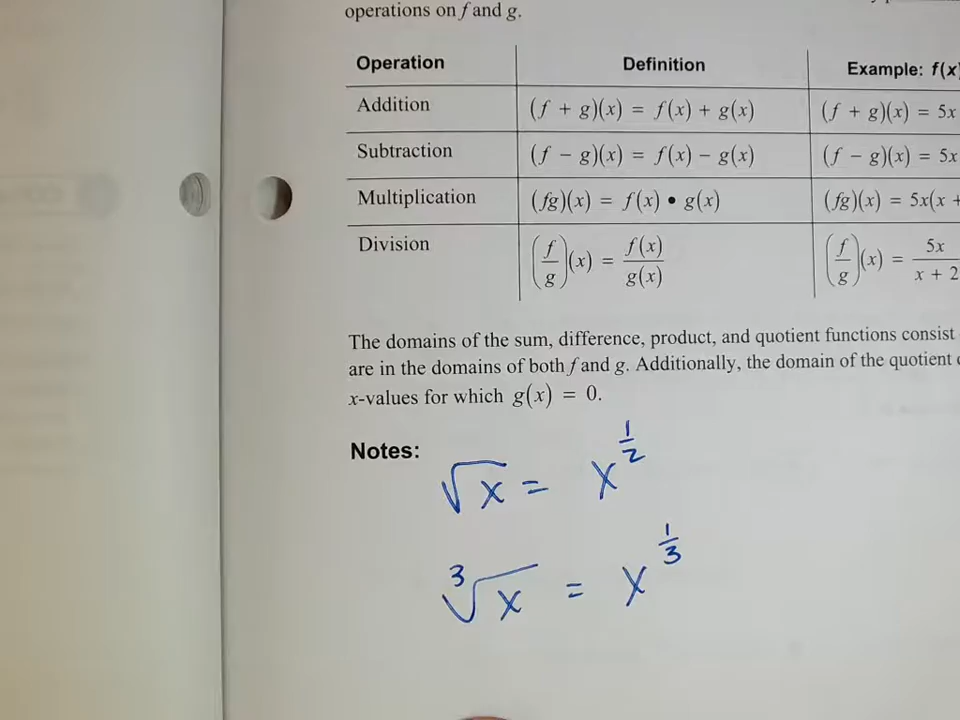 operations on f and g.
Operation Definition Example: f(x)
Addition (f + g)(x) = f(x) + g(x) (f + g)(x) = 5x
Subtraction (f − g)(x) = f(x) − g(x) (f − g)(x) = 5x
Multiplication (fg)(x) = f(x) • g(x) (fg)(x) = 5x(x +
Division (f/g)(x) = f(x)/g(x) (f/g)(x) = 5x/(x + 2
The domains of the sum, difference, product, and quotient functions consist
are in the domains of both f and g. Additionally, the domain of the quotient
x-values for which g(x) = 0.
Notes:
√x = x^(1/2)
³√x = x^(1/3)